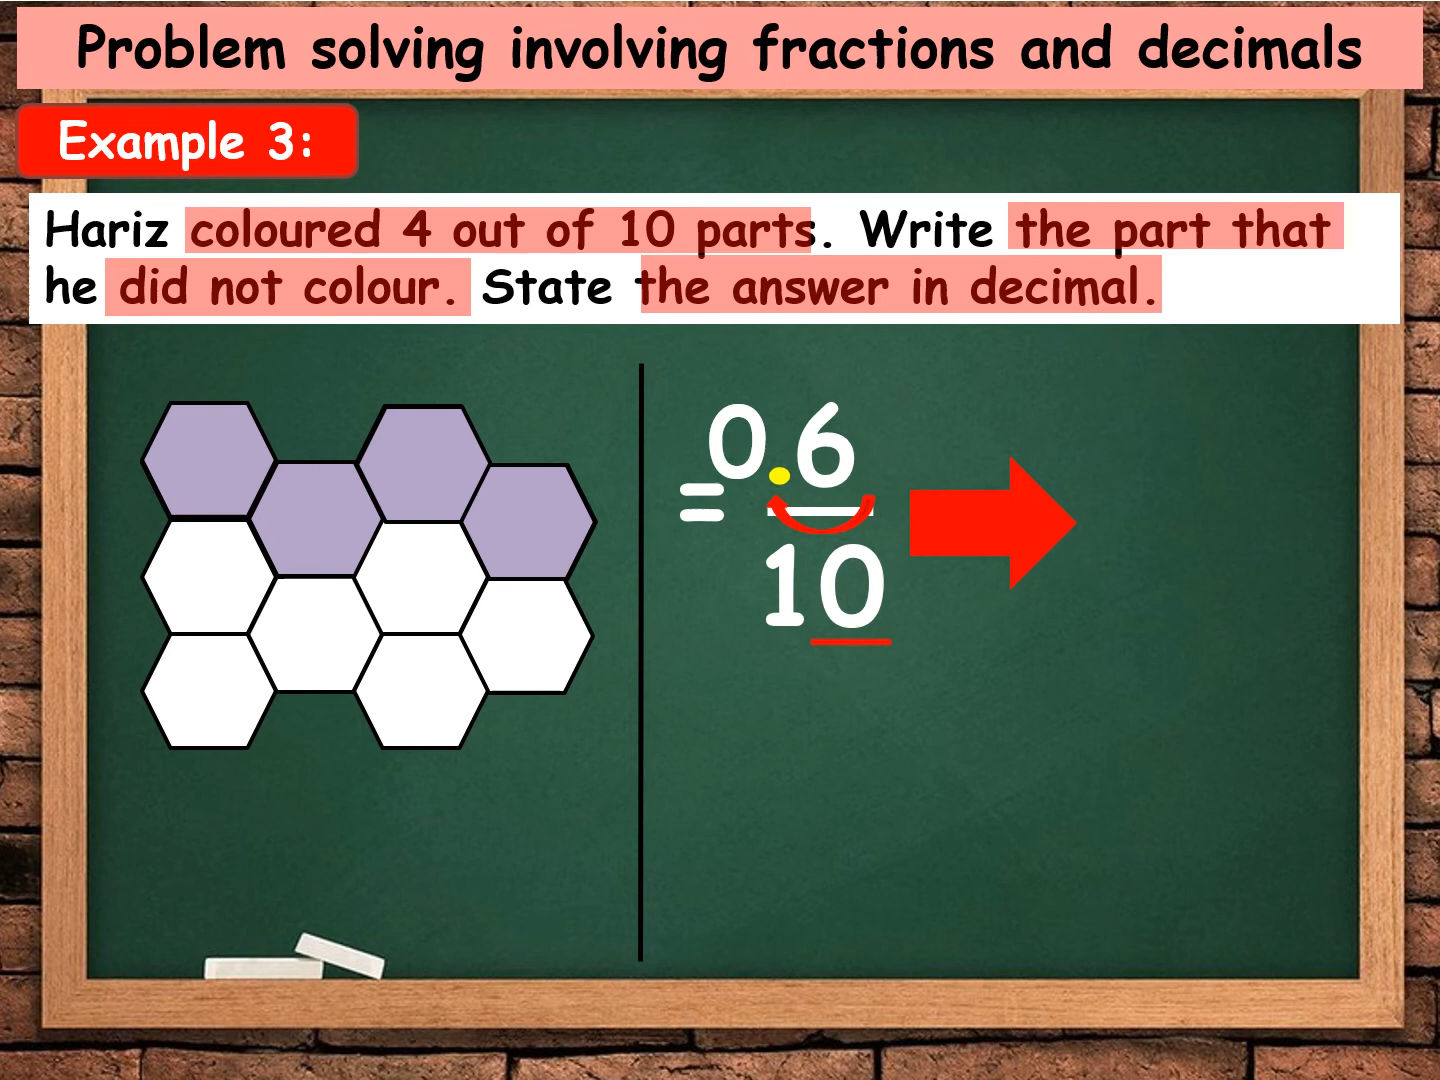 Problem solving involving fractions and decimals
Example 3:
Hariz coloured 4 out of 10 parts. Write the part that
he did not colour. State the answer in decimal.
0.6
=
10